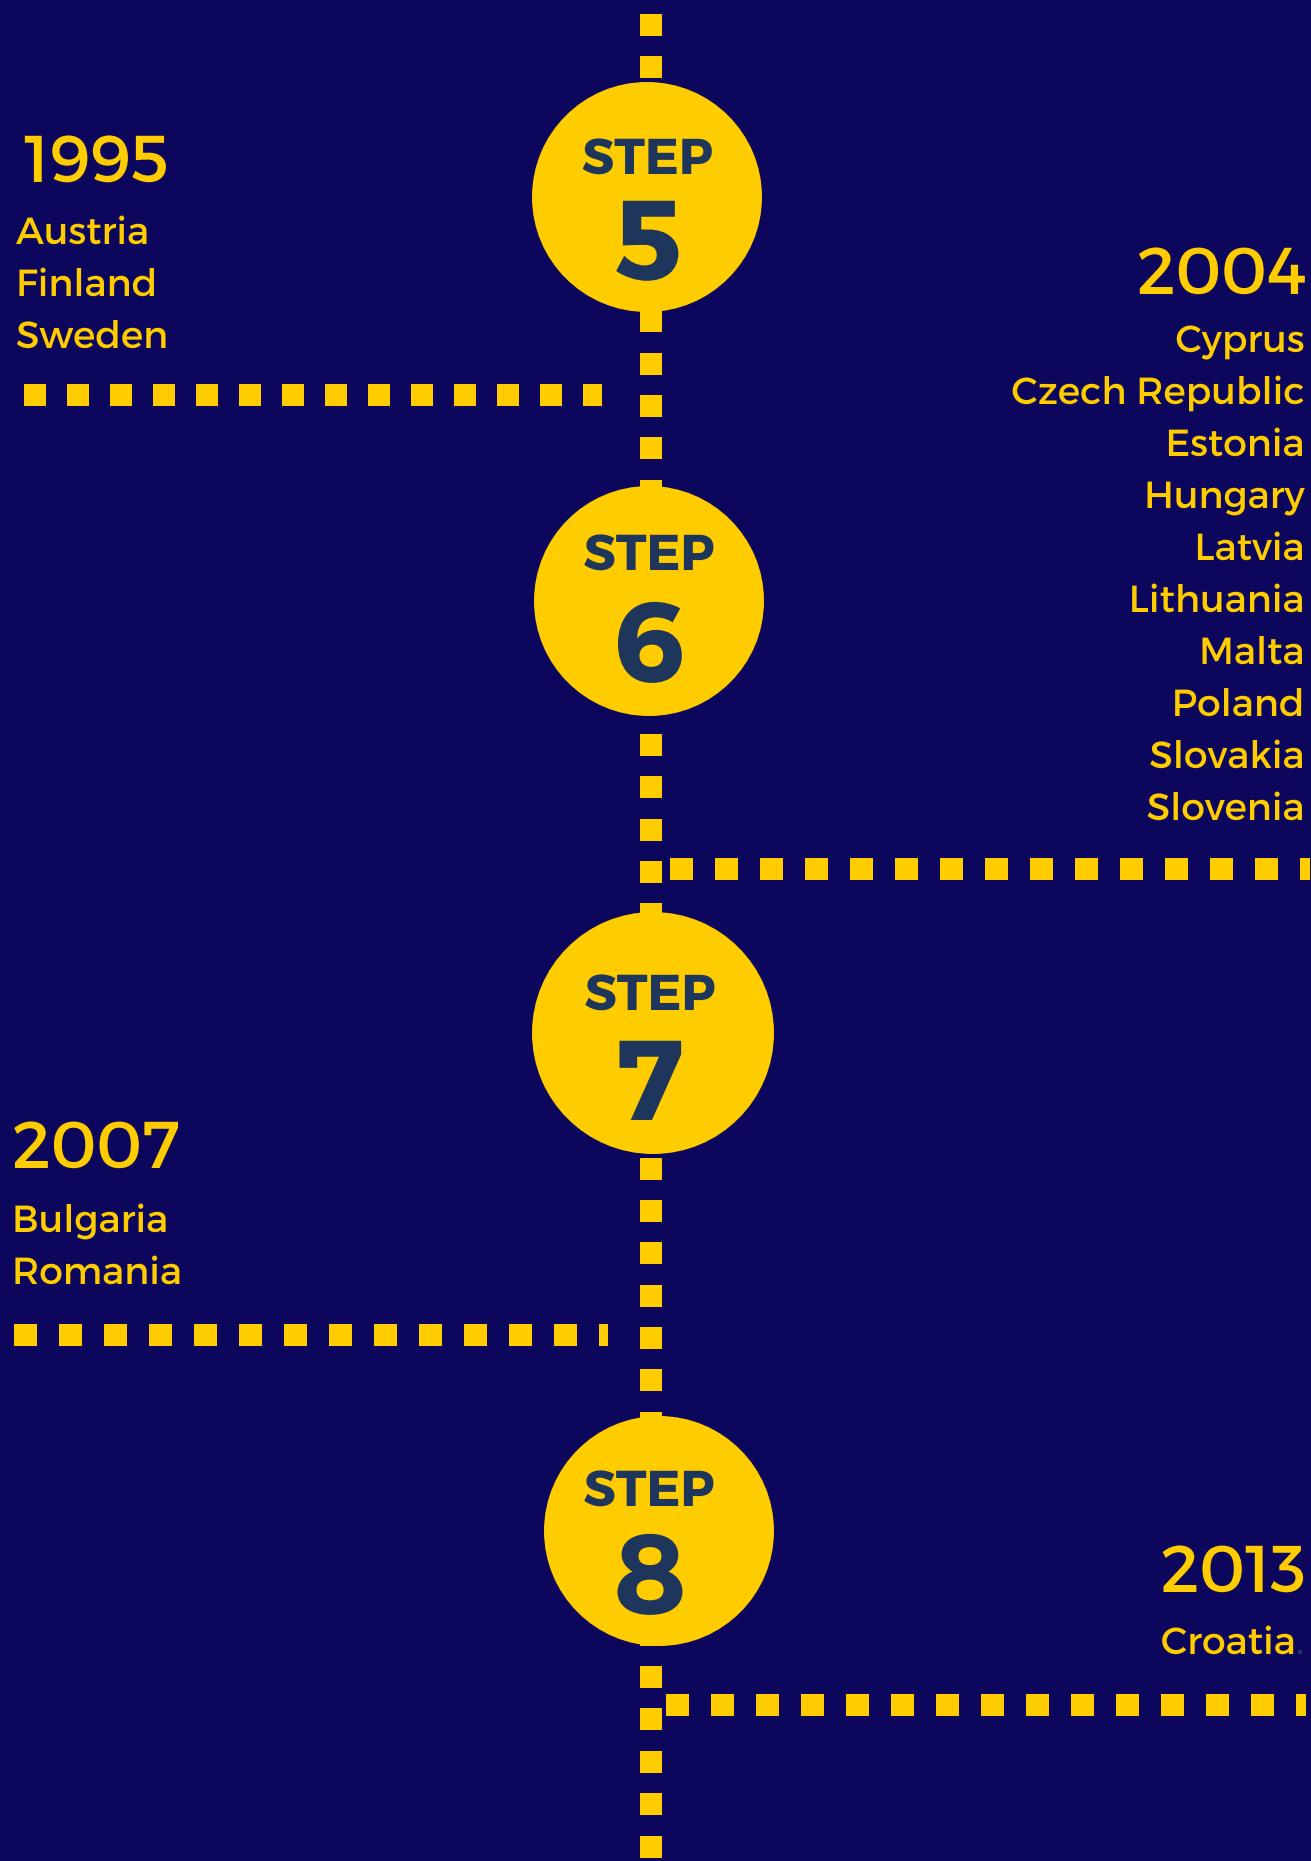 STEP
5
1995
Austria
Finland
Sweden
2004
Cyprus
Czech Republic
Estonia
Hungary
Latvia
Lithuania
Malta
Poland
Slovakia
Slovenia
STEP
6
STEP
7
2007
Bulgaria
Romania
STEP
8
2013
Croatia.